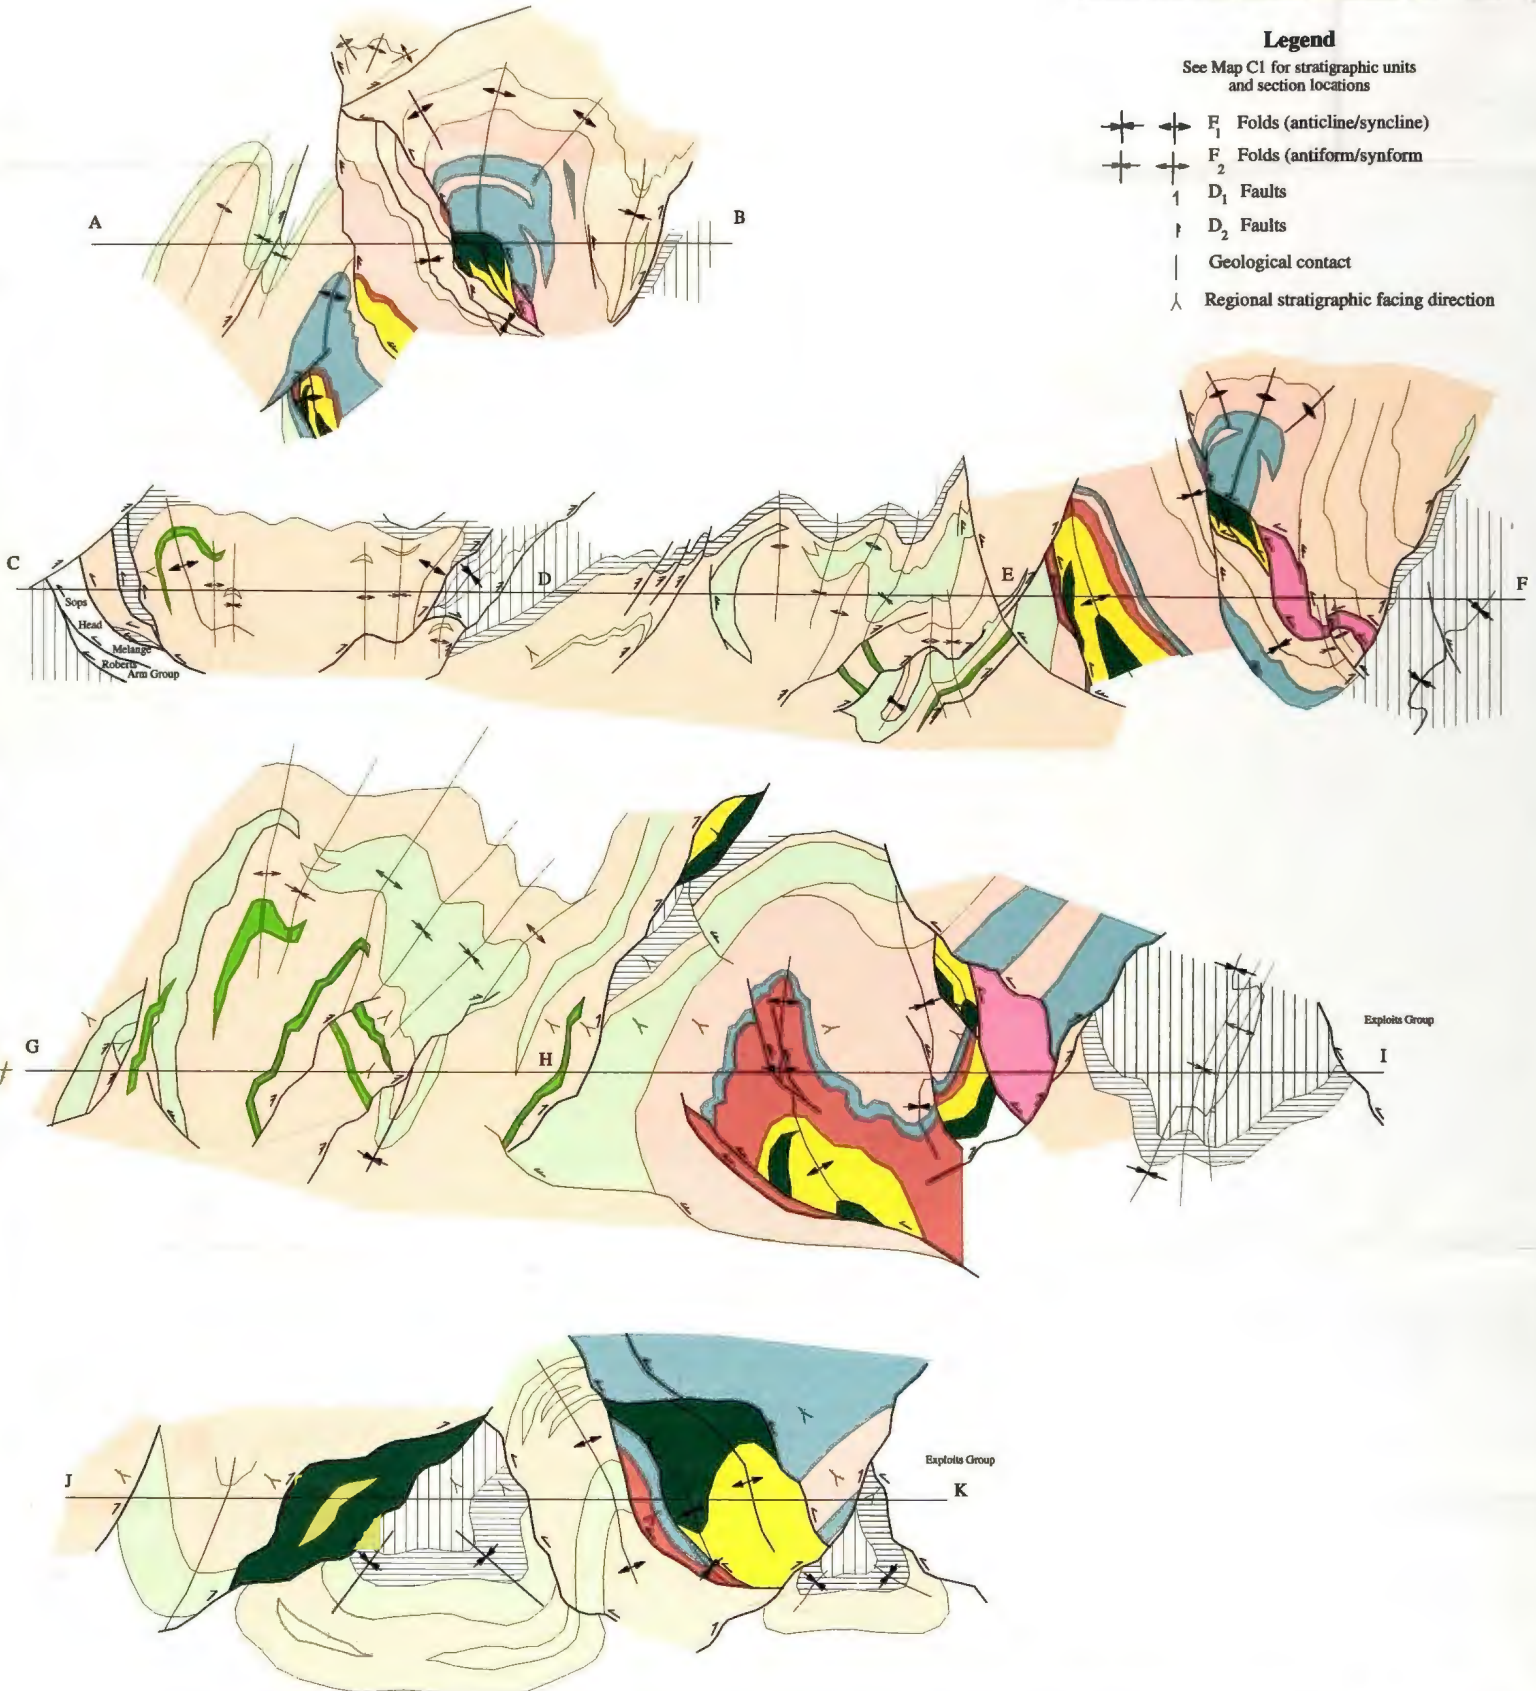 Legend
See Map C1 for stratigraphic units
and section locations
F1 Folds (anticline/syncline)
F2 Folds (antiform/synform
D1 Faults
D2 Faults
Geological contact
Regional stratigraphic facing direction
A
B
C
D
E
F
Sops
Head
Melange
Roberts
Arm Group
G
H
I
Exploits Group
J
K
Exploits Group